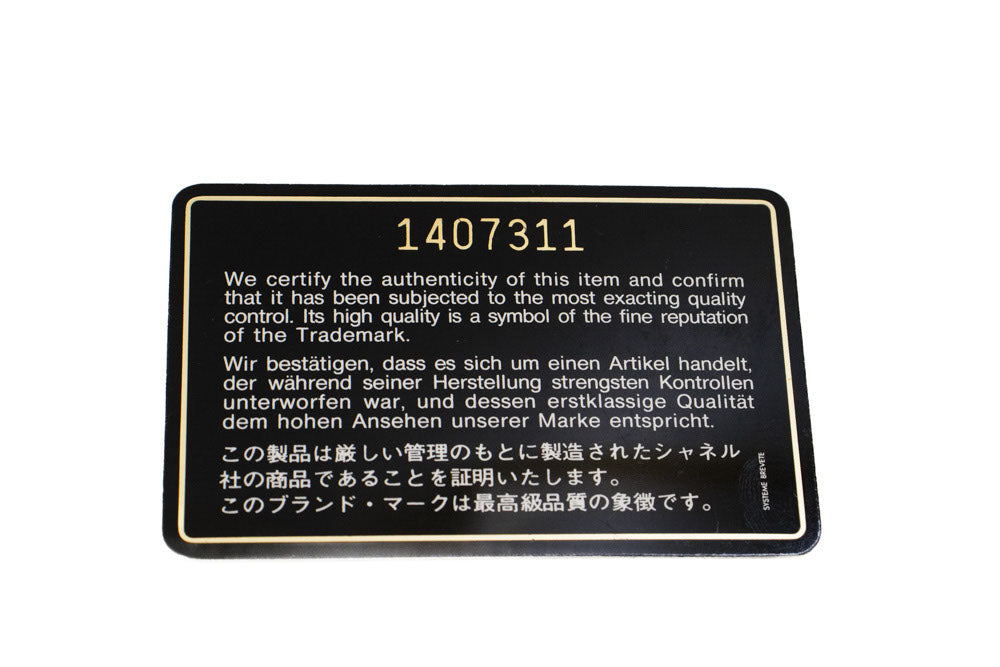 1407311
We certify the authenticity of this item and confirm
that it has been subjected to the most exacting quality
control. Its high quality is a symbol of the fine reputation
of the Trademark.
Wir bestätigen, dass es sich um einen Artikel handelt,
der während seiner Herstellung strengsten Kontrollen
unterworfen war, und dessen erstklassige Qualität
dem hohen Ansehen unserer Marke entspricht.
この製品は厳しい管理のもとに製造されたシャネル
社の商品であることを証明いたします。
このブランド・マークは最高級品質の象徴です。
SYSTEME BREVETE